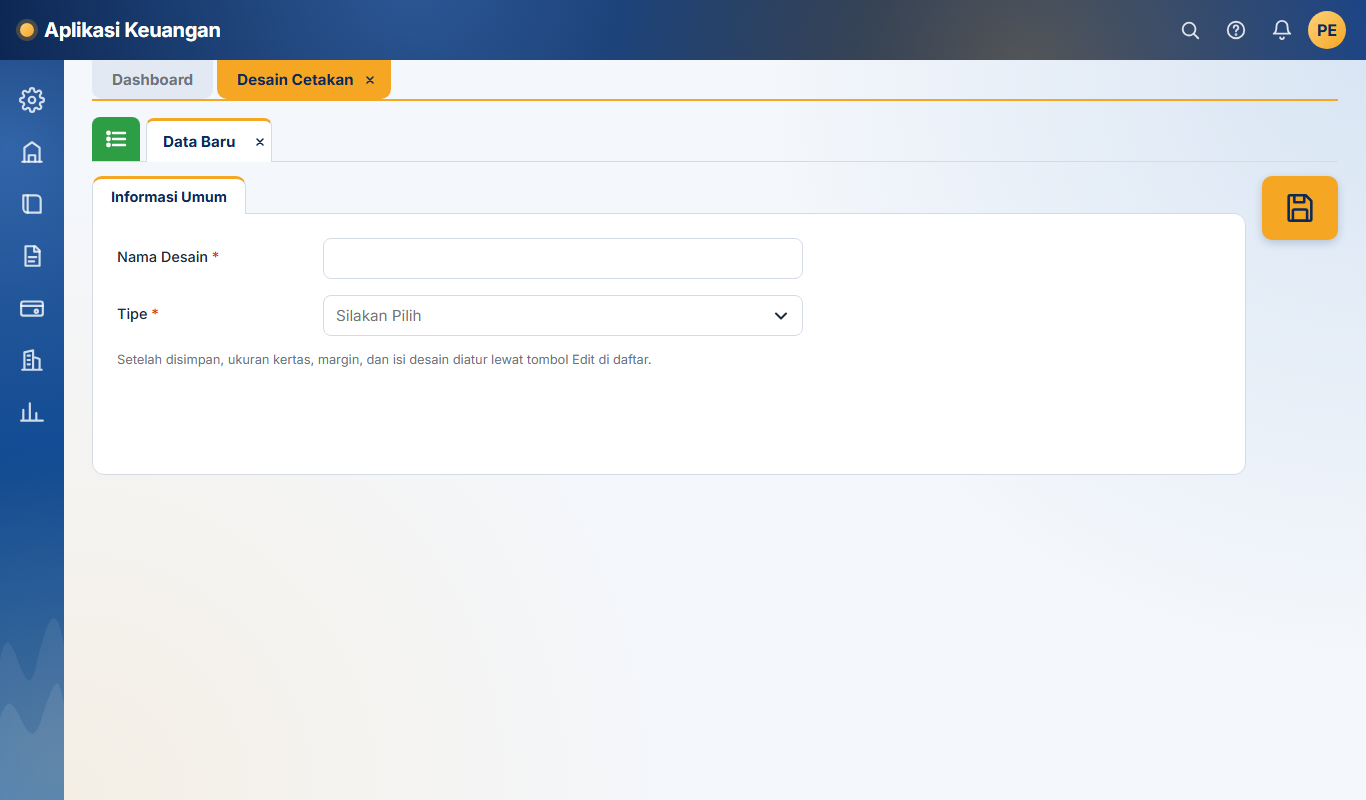 Aplikasi Keuangan
PE
Dashboard
Desain Cetakan ×
Data Baru ×
Informasi Umum
Nama Desain *
Tipe *
Silakan Pilih
Setelah disimpan, ukuran kertas, margin, dan isi desain diatur lewat tombol Edit di daftar.